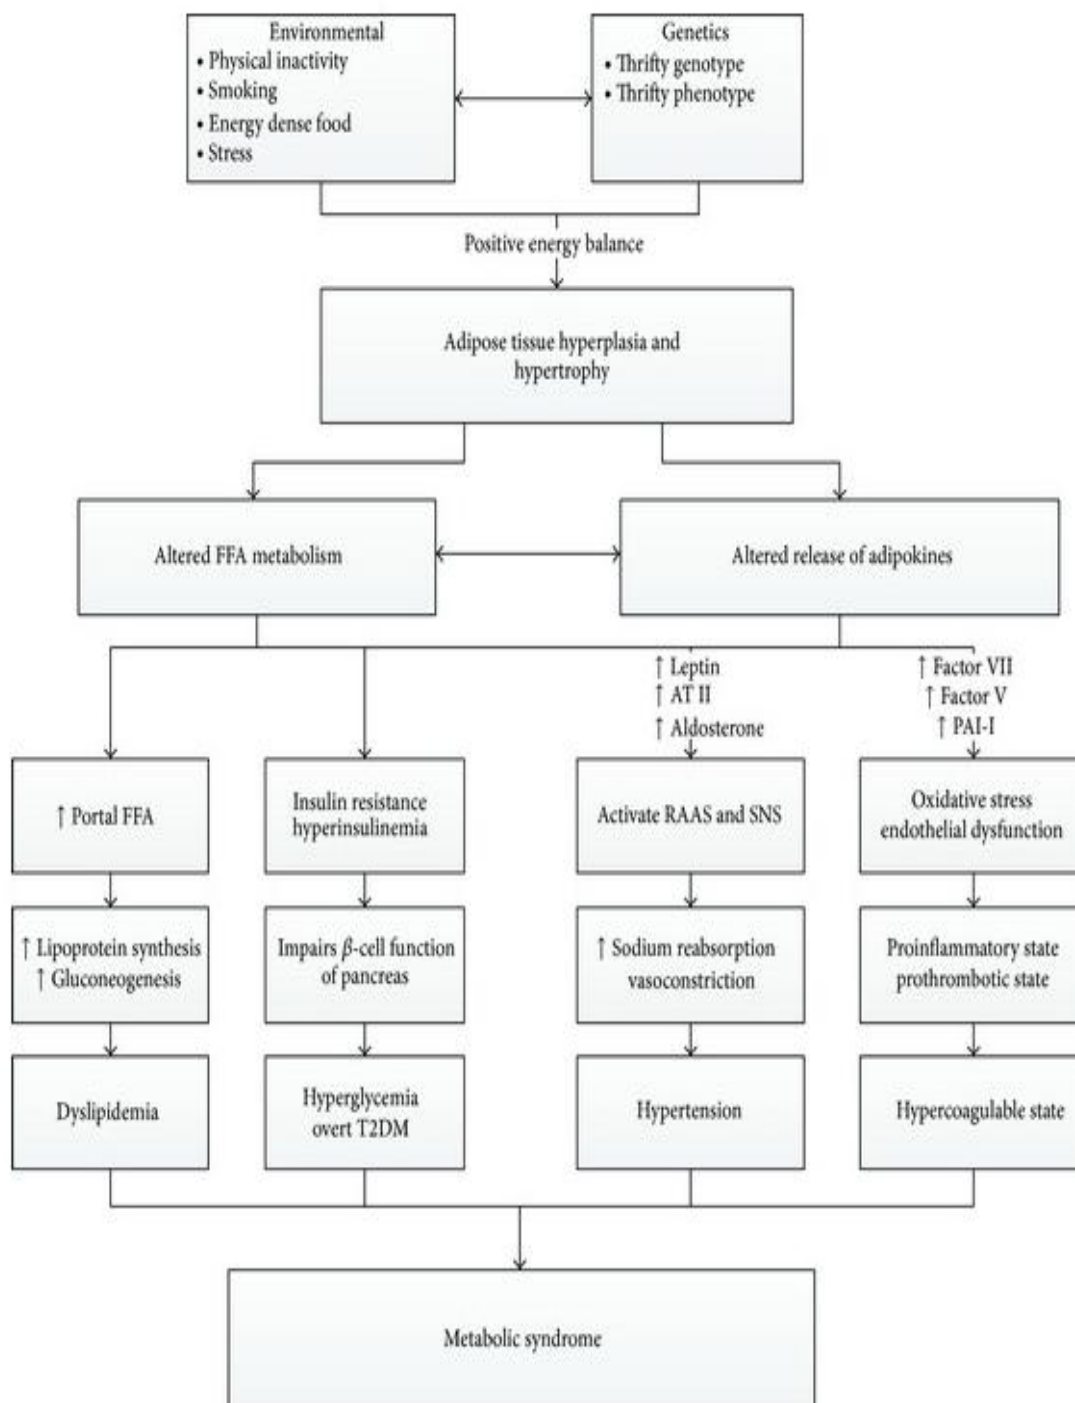 Environmental
• Physical inactivity
• Smoking
• Energy dense food
• Stress
Genetics
• Thrifty genotype
• Thrifty phenotype
Positive energy balance
Adipose tissue hyperplasia and
hypertrophy
Altered FFA metabolism
Altered release of adipokines
↑ Leptin
↑ AT II
↑ Aldosterone
↑ Factor VII
↑ Factor V
↑ PAI-I
↑ Portal FFA
Insulin resistance
hyperinsulinemia
Activate RAAS and SNS
Oxidative stress
endothelial dysfunction
↑ Lipoprotein synthesis
↑ Gluconeogenesis
Impairs β-cell function
of pancreas
↑ Sodium reabsorption
vasoconstriction
Proinflammatory state
prothrombotic state
Dyslipidemia
Hyperglycemia
overt T2DM
Hypertension
Hypercoagulable state
Metabolic syndrome